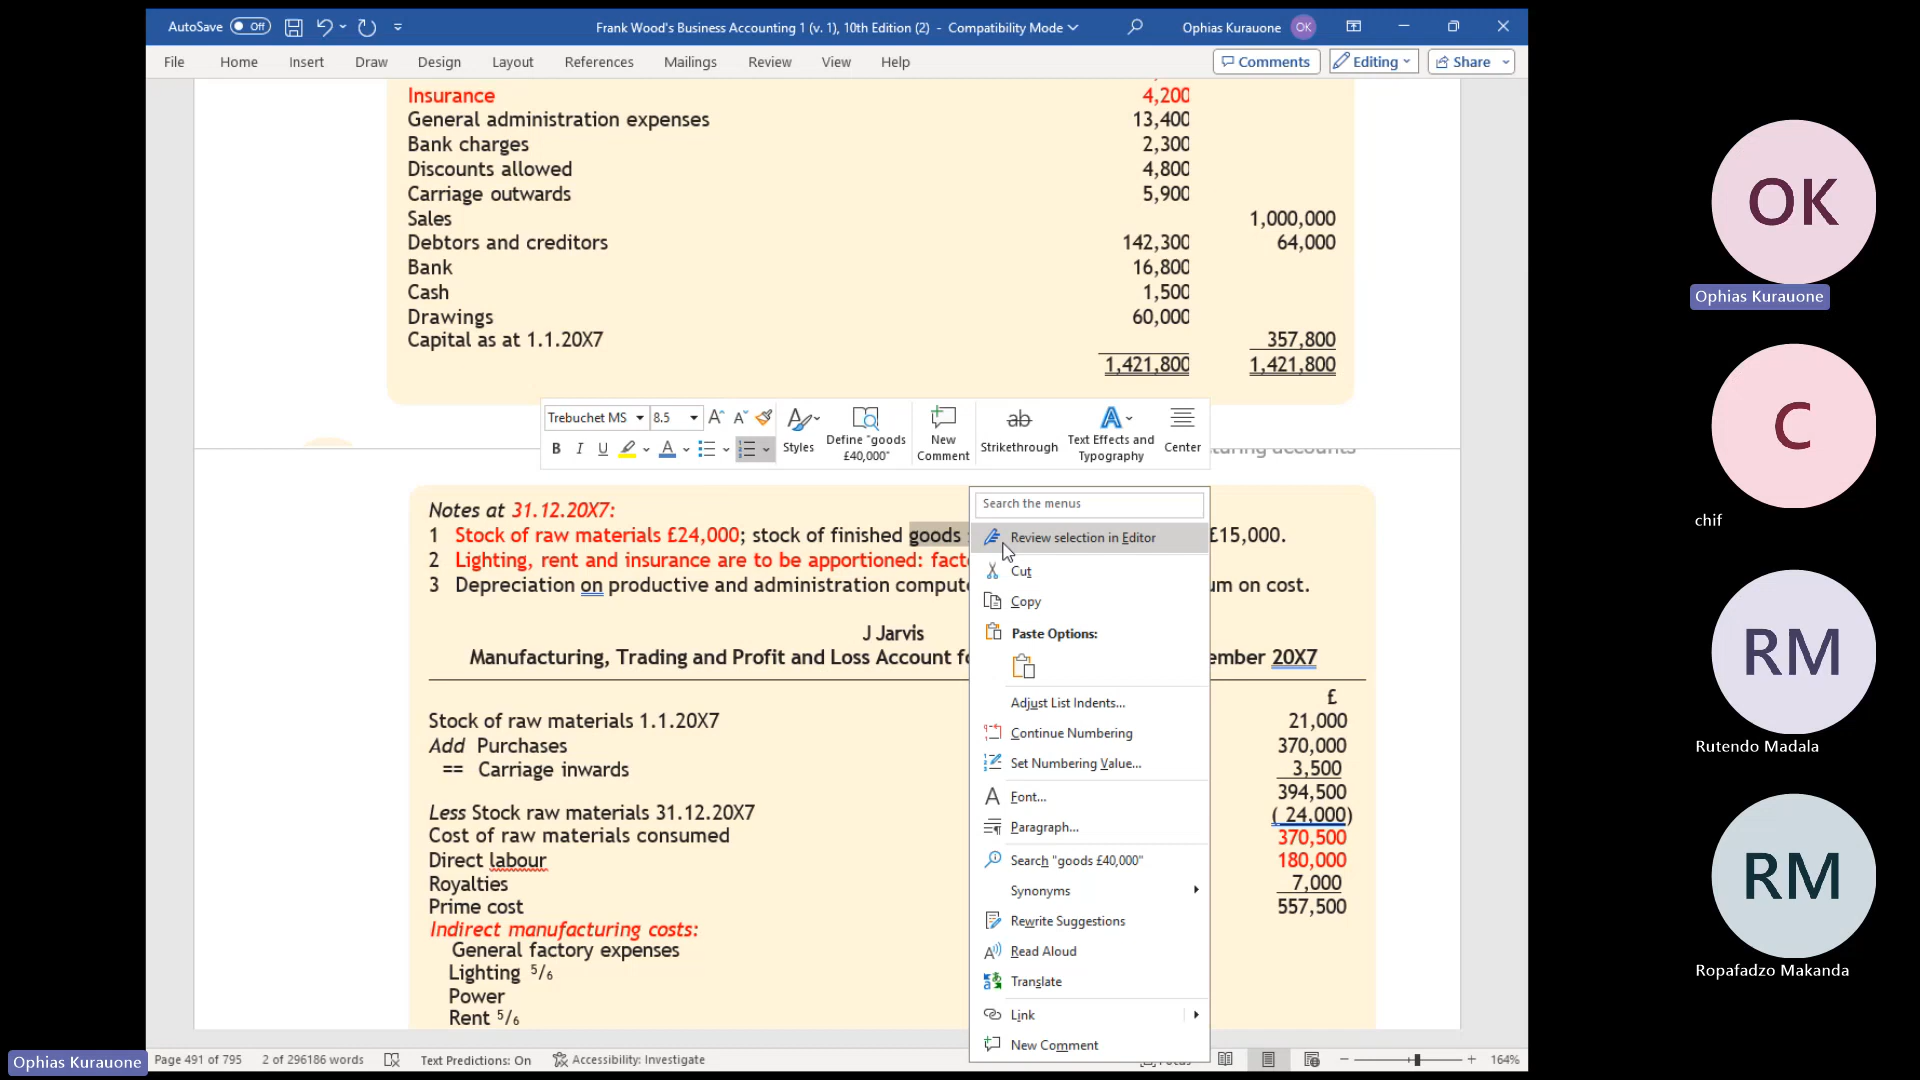 AutoSave Off
Frank Wood's Business Accounting 1 (v. 1), 10th Edition (2) - Compatibility Mode
Ophias Kurauone OK
File Home Insert Draw Design Layout References Mailings Review View Help
Comments Editing Share
Insurance 4,200
General administration expenses 13,400
Bank charges 2,300
Discounts allowed 4,800
Carriage outwards 5,900
Sales 1,000,000
Debtors and creditors 142,300 64,000
Bank 16,800
Cash 1,500
Drawings 60,000
Capital as at 1.1.20X7 357,800
1,421,800 1,421,800
Trebuchet MS 8.5
B I U
Styles
Define "goods £40,000"
New Comment
Strikethrough
Text Effects and Typography
Center
Notes at 31.12.20X7:
1 Stock of raw materials £24,000; stock of finished goods £15,000.
2 Lighting, rent and insurance are to be apportioned: fact
3 Depreciation on productive and administration compute um on cost.
J Jarvis
Manufacturing, Trading and Profit and Loss Account fo ember 20X7
£
Stock of raw materials 1.1.20X7 21,000
Add Purchases 370,000
== Carriage inwards 3,500
394,500
Less Stock raw materials 31.12.20X7 ( 24,000)
Cost of raw materials consumed 370,500
Direct labour 180,000
Royalties 7,000
Prime cost 557,500
Indirect manufacturing costs:
General factory expenses
Lighting 5/6
Power
Rent 5/6
Search the menus
Review selection in Editor
Cut
Copy
Paste Options:
Adjust List Indents...
Continue Numbering
Set Numbering Value...
Font...
Paragraph...
Search "goods £40,000"
Synonyms
Rewrite Suggestions
Read Aloud
Translate
Link
New Comment
Page 491 of 795 2 of 296186 words Text Predictions: On Accessibility: Investigate 164%
Ophias Kurauone
OK
Ophias Kurauone
C
chif
RM
Rutendo Madala
RM
Ropafadzo Makanda